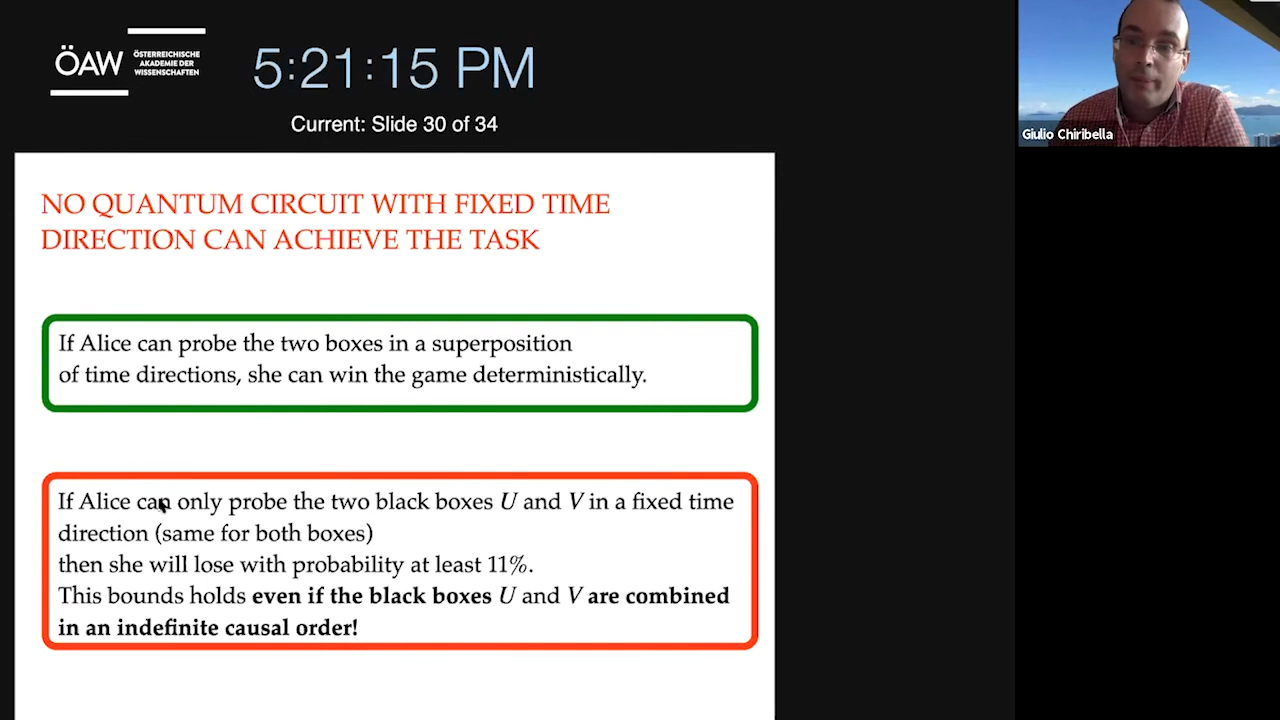 ÖAW
ÖSTERREICHISCHE
AKADEMIE DER
WISSENSCHAFTEN
5:21:15 PM
Current: Slide 30 of 34
Giulio Chiribella
NO QUANTUM CIRCUIT WITH FIXED TIME
DIRECTION CAN ACHIEVE THE TASK
If Alice can probe the two boxes in a superposition
of time directions, she can win the game deterministically.
If Alice can only probe the two black boxes U and V in a fixed time
direction (same for both boxes)
then she will lose with probability at least 11%.
This bounds holds even if the black boxes U and V are combined
in an indefinite causal order!